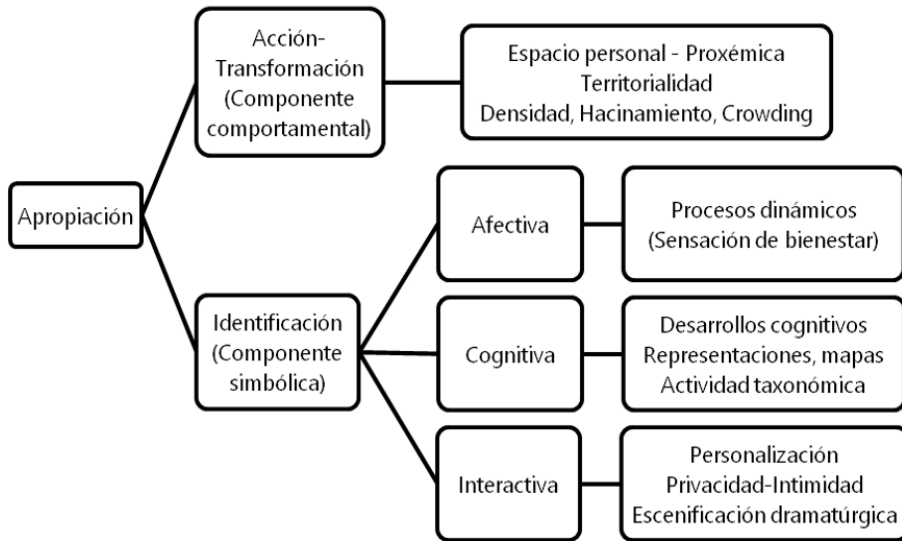 Apropiación
Acción-
Transformación
(Componente
comportamental)
Espacio personal - Proxémica
Territorialidad
Densidad, Hacinamiento, Crowding
Identificación
(Componente
simbólica)
Afectiva
Procesos dinámicos
(Sensación de bienestar)
Cognitiva
Desarrollos cognitivos
Representaciones, mapas
Actividad taxonómica
Interactiva
Personalización
Privacidad-Intimidad
Escenificación dramatúrgica